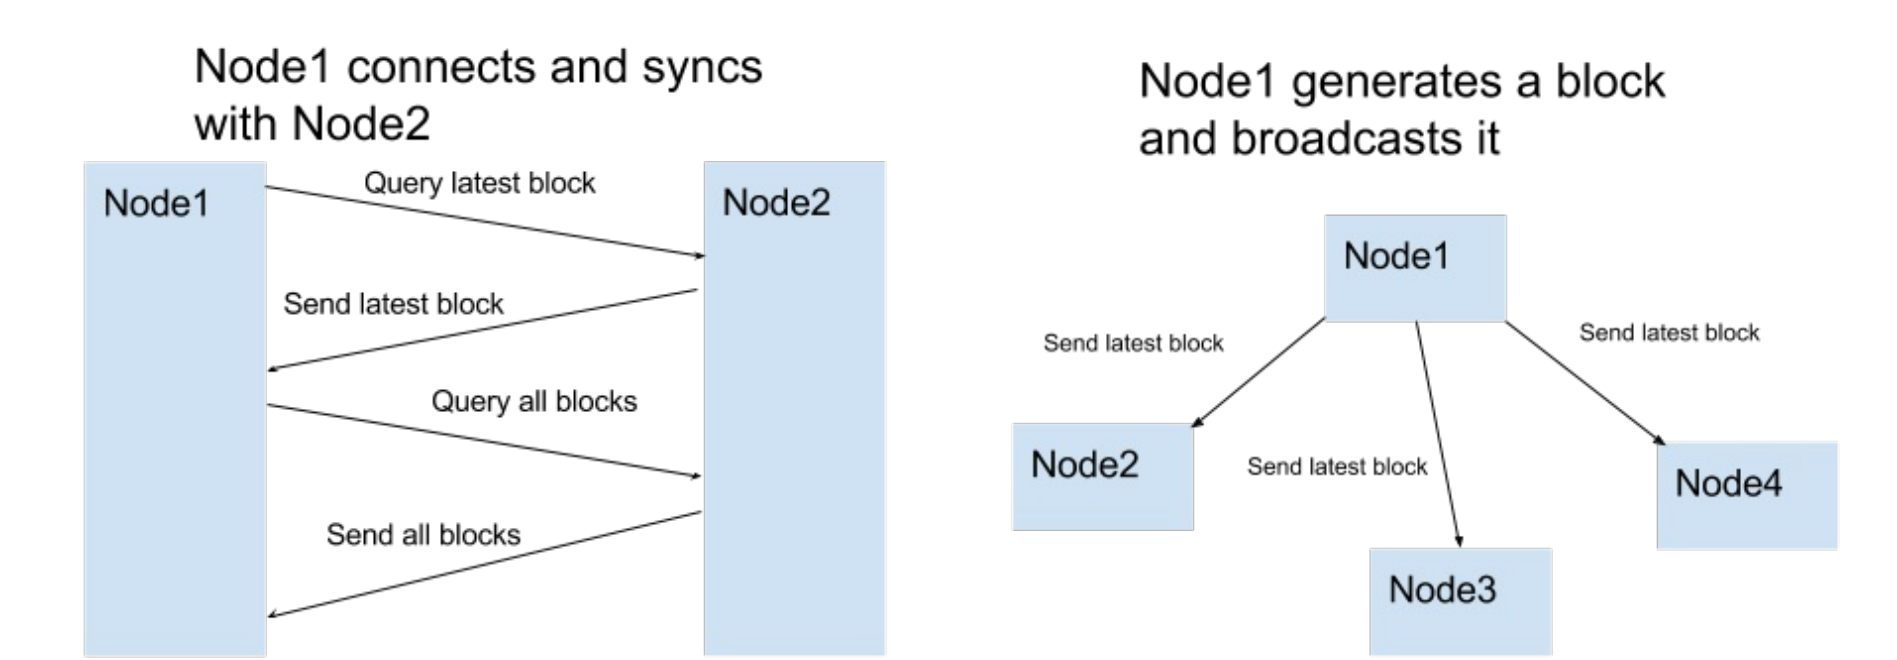 Node1 connects and syncs
with Node2
Node1
Query latest block
Node2
Send latest block
Query all blocks
Send all blocks
Node1 generates a block
and broadcasts it
Node1
Send latest block
Send latest block
Node2
Send latest block
Node4
Node3